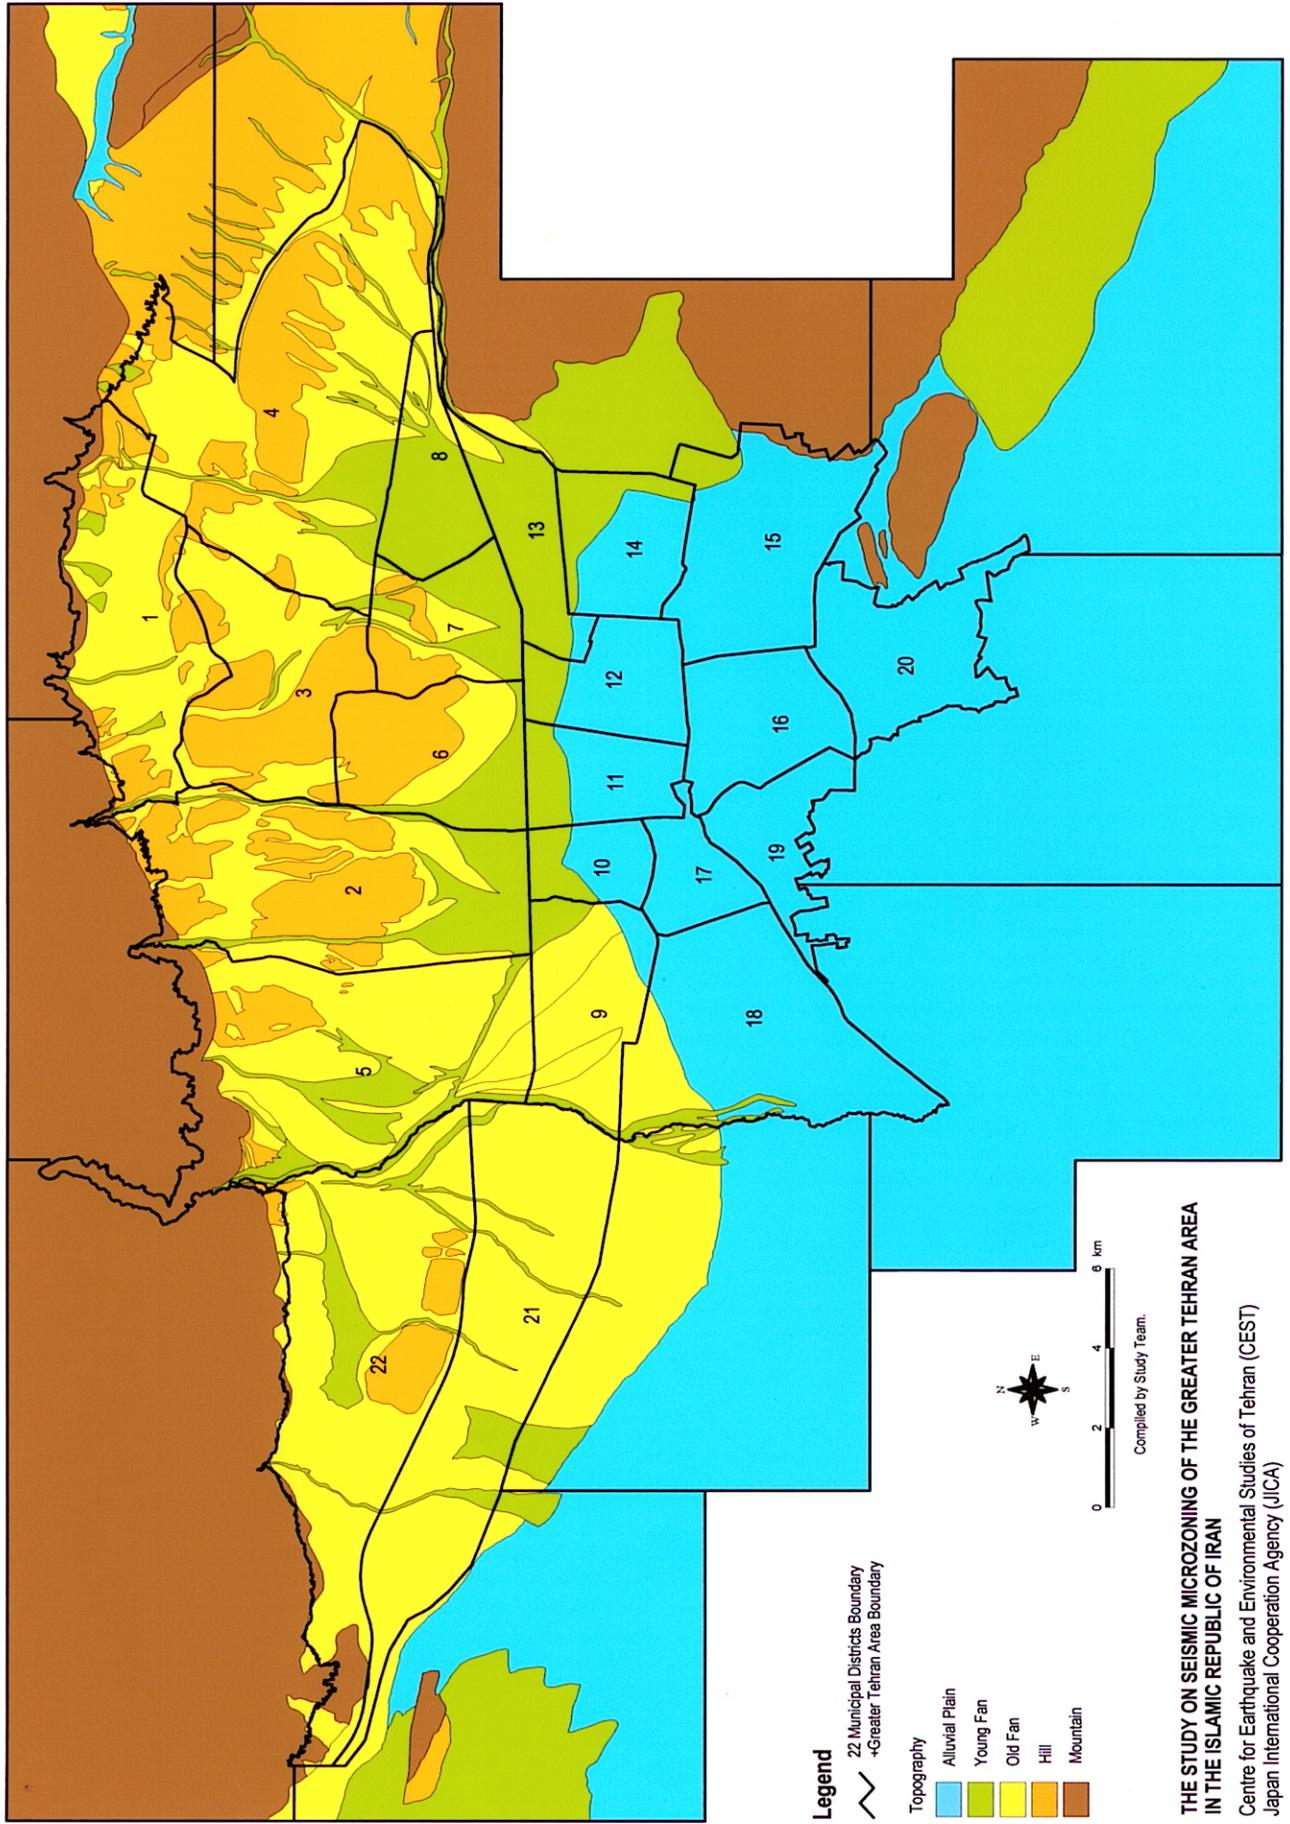 1
2
3
4
5
6
7
8
9
10
11
12
13
14
15
16
17
18
19
20
21
22
Legend
22 Municipal Districts Boundary
+Greater Tehran Area Boundary
Topography
Alluvial Plain
Young Fan
Old Fan
Hill
Mountain
N
W
E
S
0 2 4 6 km
Compiled by Study Team.
THE STUDY ON SEISMIC MICROZONING OF THE GREATER TEHRAN AREA
IN THE ISLAMIC REPUBLIC OF IRAN
Centre for Earthquake and Environmental Studies of Tehran (CEST)
Japan International Cooperation Agency (JICA)